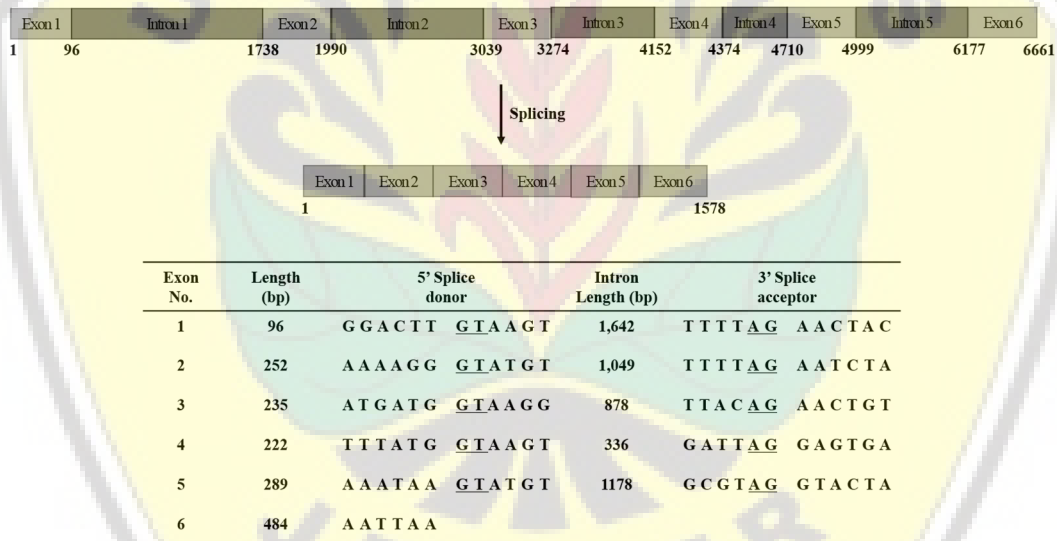 Exon 1 Intron 1 Exon 2 Intron 2 Exon 3 Intron 3 Exon 4 Intron 4 Exon 5 Intron 5 Exon 6
1 96 1738 1990 3039 3274 4152 4374 4710 4999 6177 6661
Splicing
Exon 1 Exon 2 Exon 3 Exon 4 Exon 5 Exon 6
1 1578
Exon Length 5' Splice Intron 3' Splice
No. (bp) donor Length (bp) acceptor
1 96 G G A C T T G T A A G T 1,642 T T T T A G A A C T A C
2 252 A A A A G G G T A T G T 1,049 T T T T A G A A T C T A
3 235 A T G A T G G T A A G G 878 T T A C A G A A C T G T
4 222 T T T A T G G T A A G T 336 G A T T A G G A G T G A
5 289 A A A T A A G T A T G T 1178 G C G T A G G T A C T A
6 484 A A T T A A